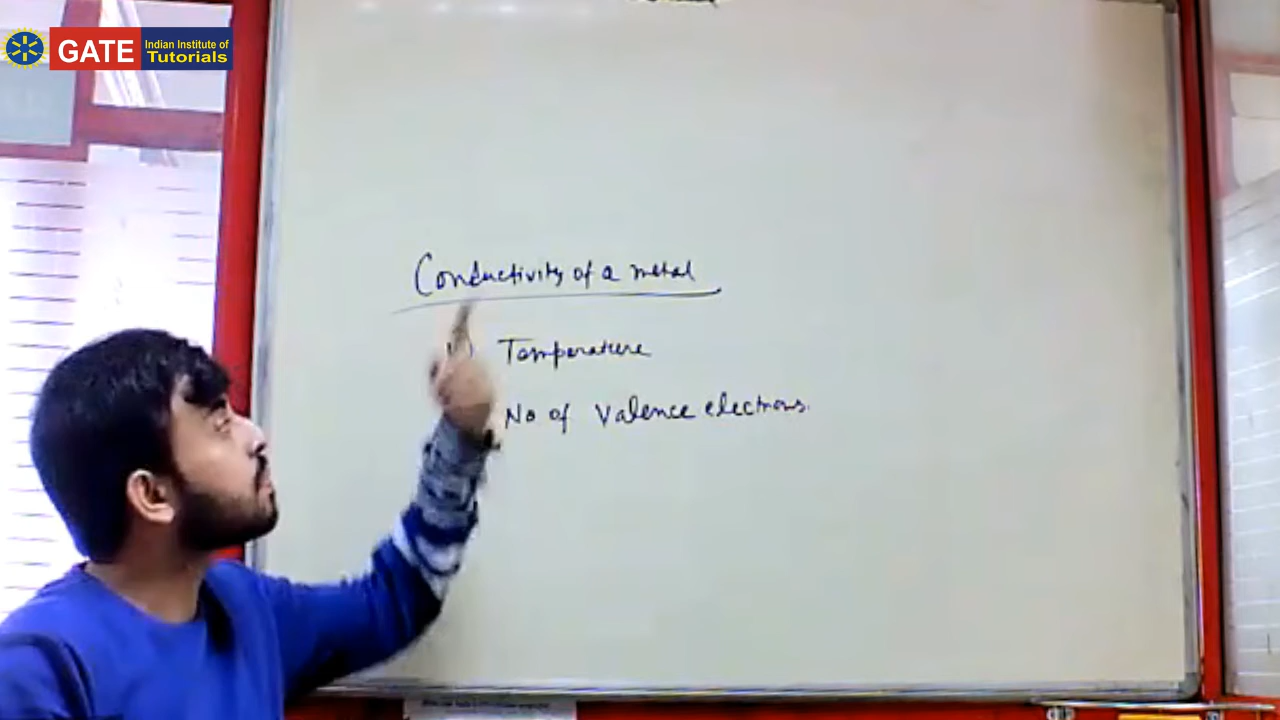 GATE
Indian Institute of
Tutorials
Conductivity of a metal
Temperature
No of valence electrons.